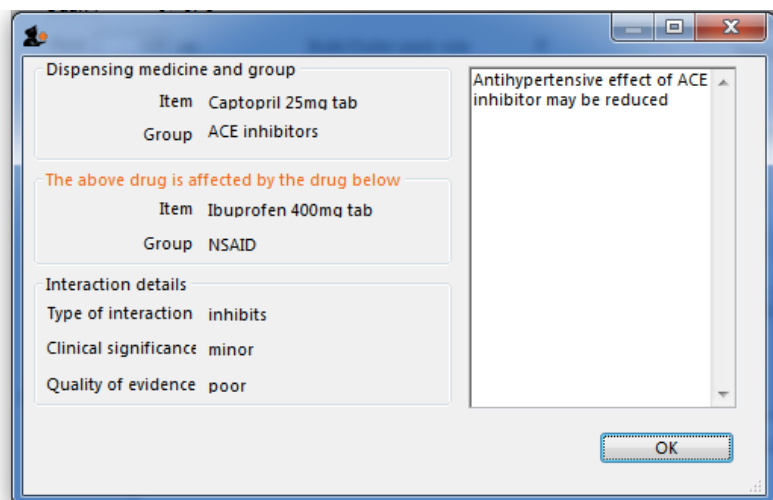 Dispensing medicine and group
Item Captopril 25mg tab
Group ACE inhibitors
The above drug is affected by the drug below
Item Ibuprofen 400mg tab
Group NSAID
Interaction details
Type of interaction inhibits
Clinical significance minor
Quality of evidence poor
Antihypertensive effect of ACE
inhibitor may be reduced
OK